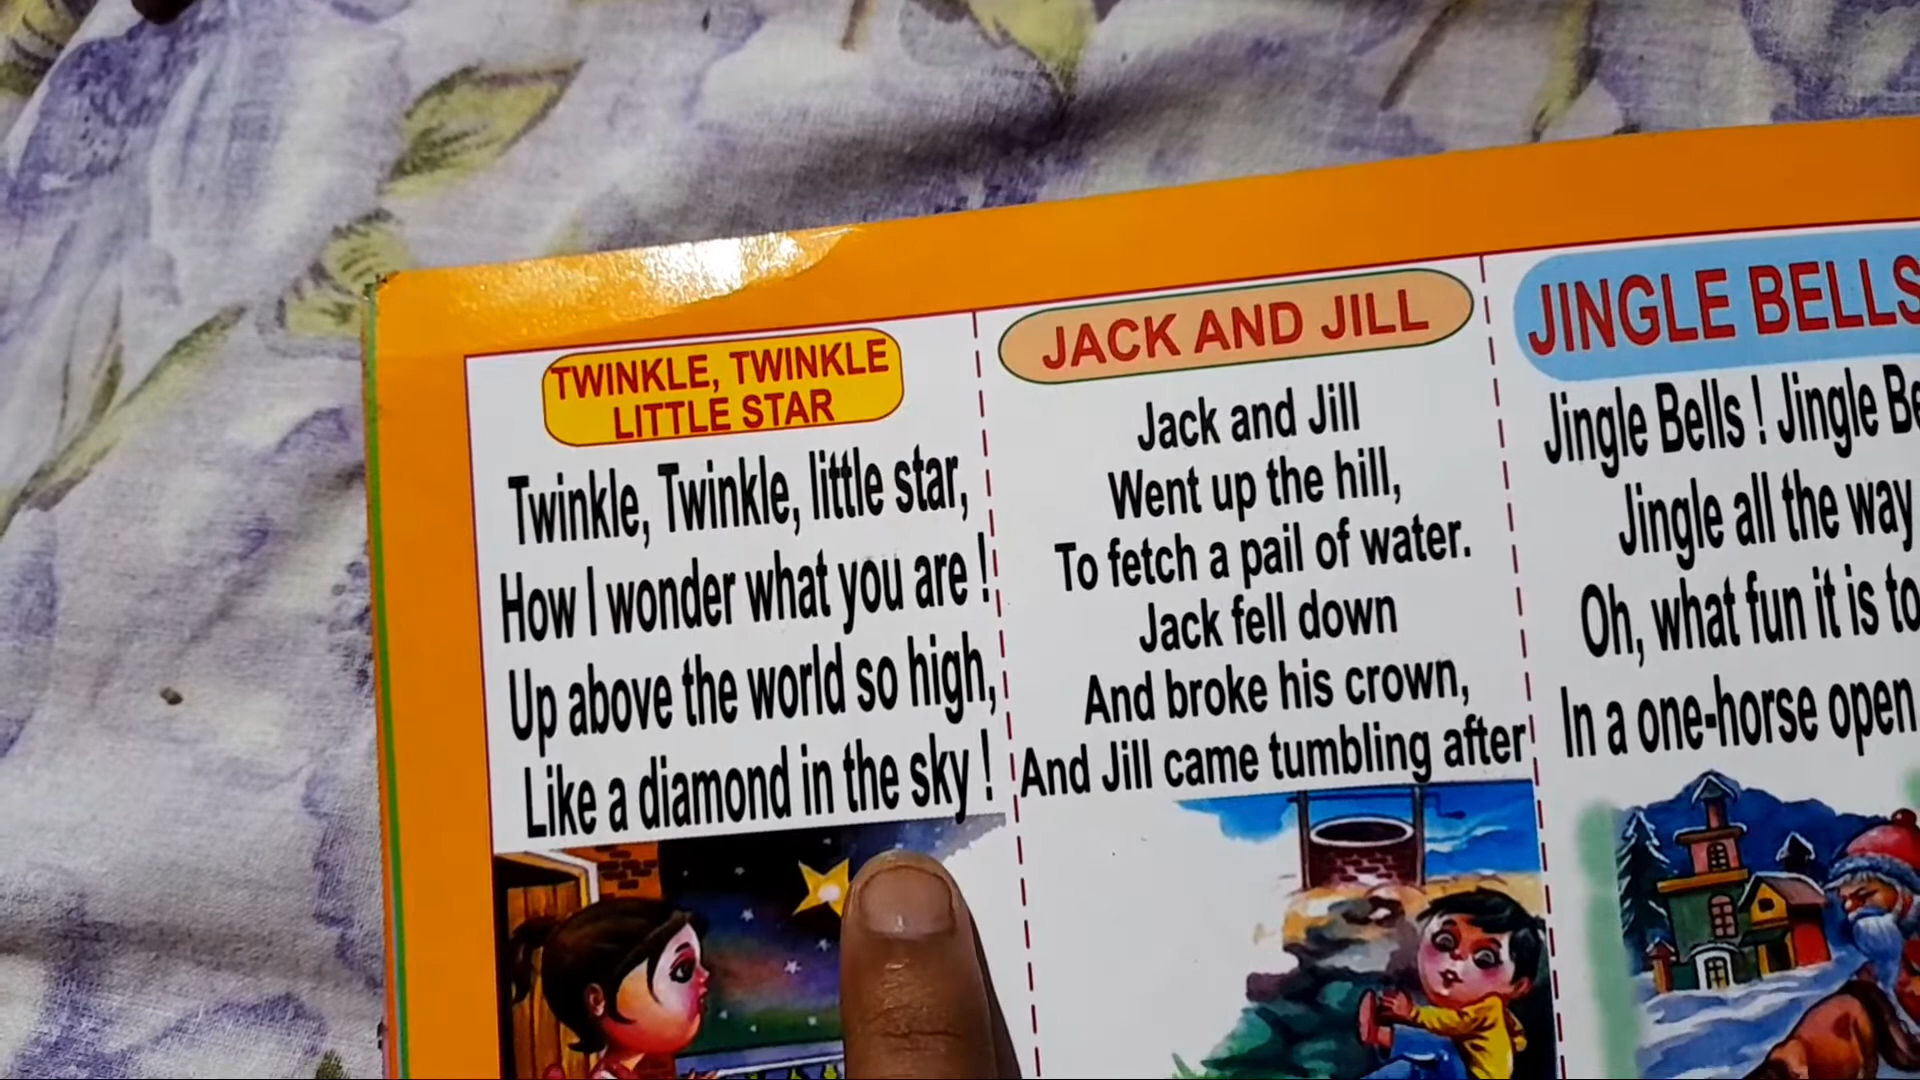 TWINKLE, TWINKLE
LITTLE STAR
Twinkle, Twinkle, little star,
How I wonder what you are !
Up above the world so high,
Like a diamond in the sky !
JACK AND JILL
Jack and Jill
Went up the hill,
To fetch a pail of water.
Jack fell down
And broke his crown,
And Jill came tumbling after
JINGLE BELLS
Jingle Bells ! Jingle Be
Jingle all the way
Oh, what fun it is to
In a one-horse open